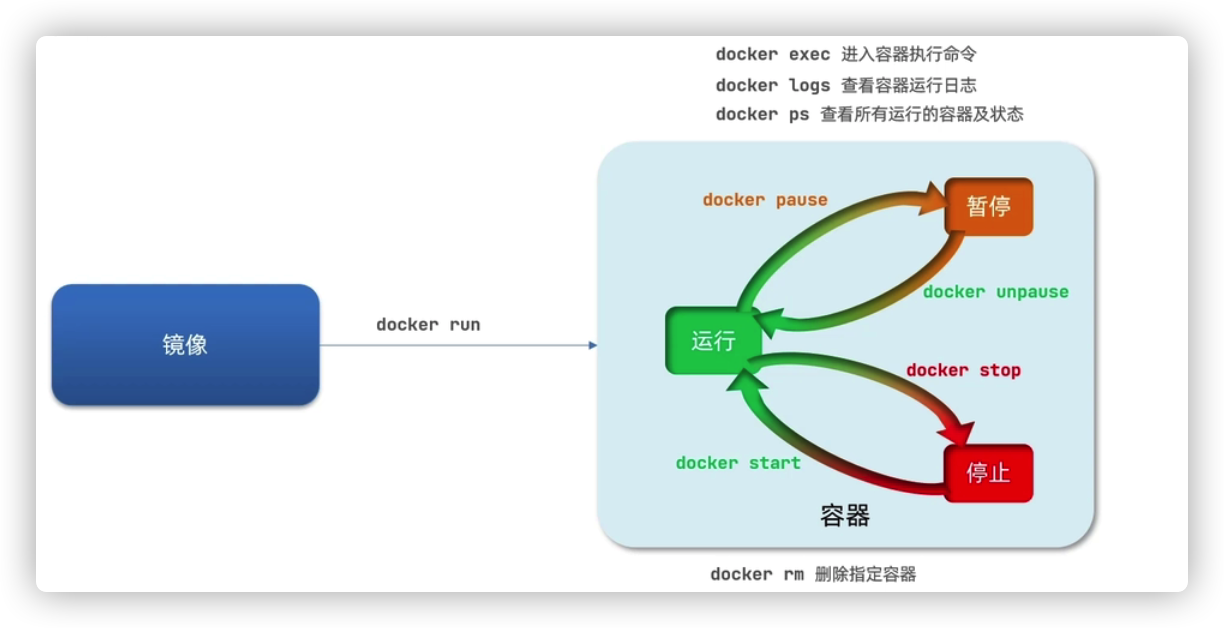 docker exec 进入容器执行命令
docker logs 查看容器运行日志
docker ps 查看所有运行的容器及状态
docker pause
暂停
docker unpause
镜像
docker run
运行
docker stop
docker start
停止
容器
docker rm 删除指定容器